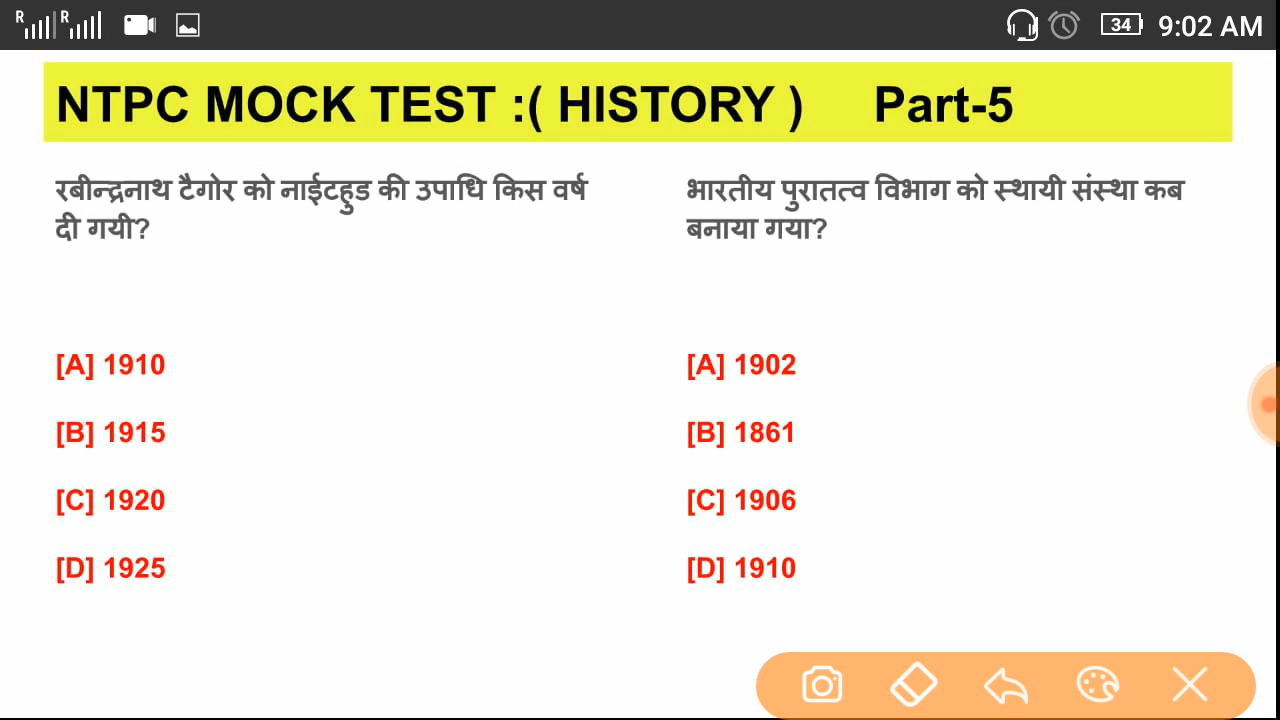 R R 34 9:02 AM
NTPC MOCK TEST :( HISTORY ) Part-5
रबीन्द्रनाथ टैगोर को नाईटहुड की उपाधि किस वर्ष
दी गयी?
[A] 1910
[B] 1915
[C] 1920
[D] 1925
भारतीय पुरातत्व विभाग को स्थायी संस्था कब
बनाया गया?
[A] 1902
[B] 1861
[C] 1906
[D] 1910